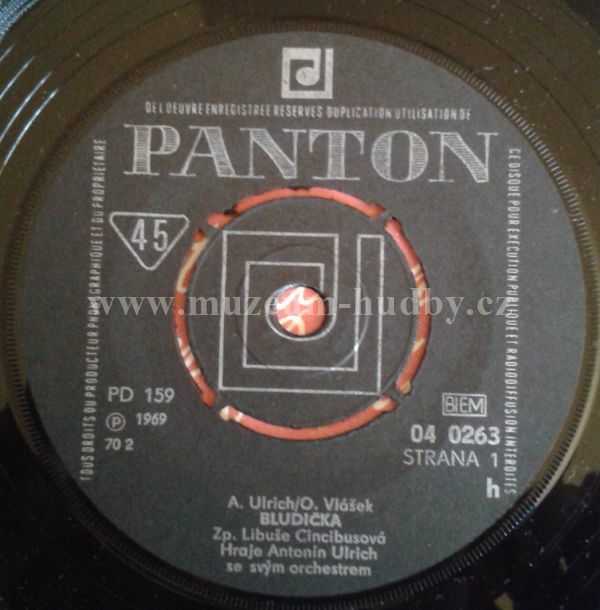 DE L'OEUVRE ENREGISTREE RESERVES DUPLICATION UTILISATION DE
PANTON
TOUS DROITS DU PRODUCTEUR PHONOGRAPHIQUE ET DU PROPRIETAIRE
CE DISQUE POUR EXECUTION PUBLIQUE ET RADIODIFFUSION INTERDITES
45
www.muzeum-hudby.cz
PD 159
℗ 1969
70 2
BIEM
04 0263
STRANA 1
h
A. Ulrich/O. Vlášek
BLUDIČKA
Zp. Libuše Cincibusová
Hraje Antonín Ulrich
se svým orchestrem